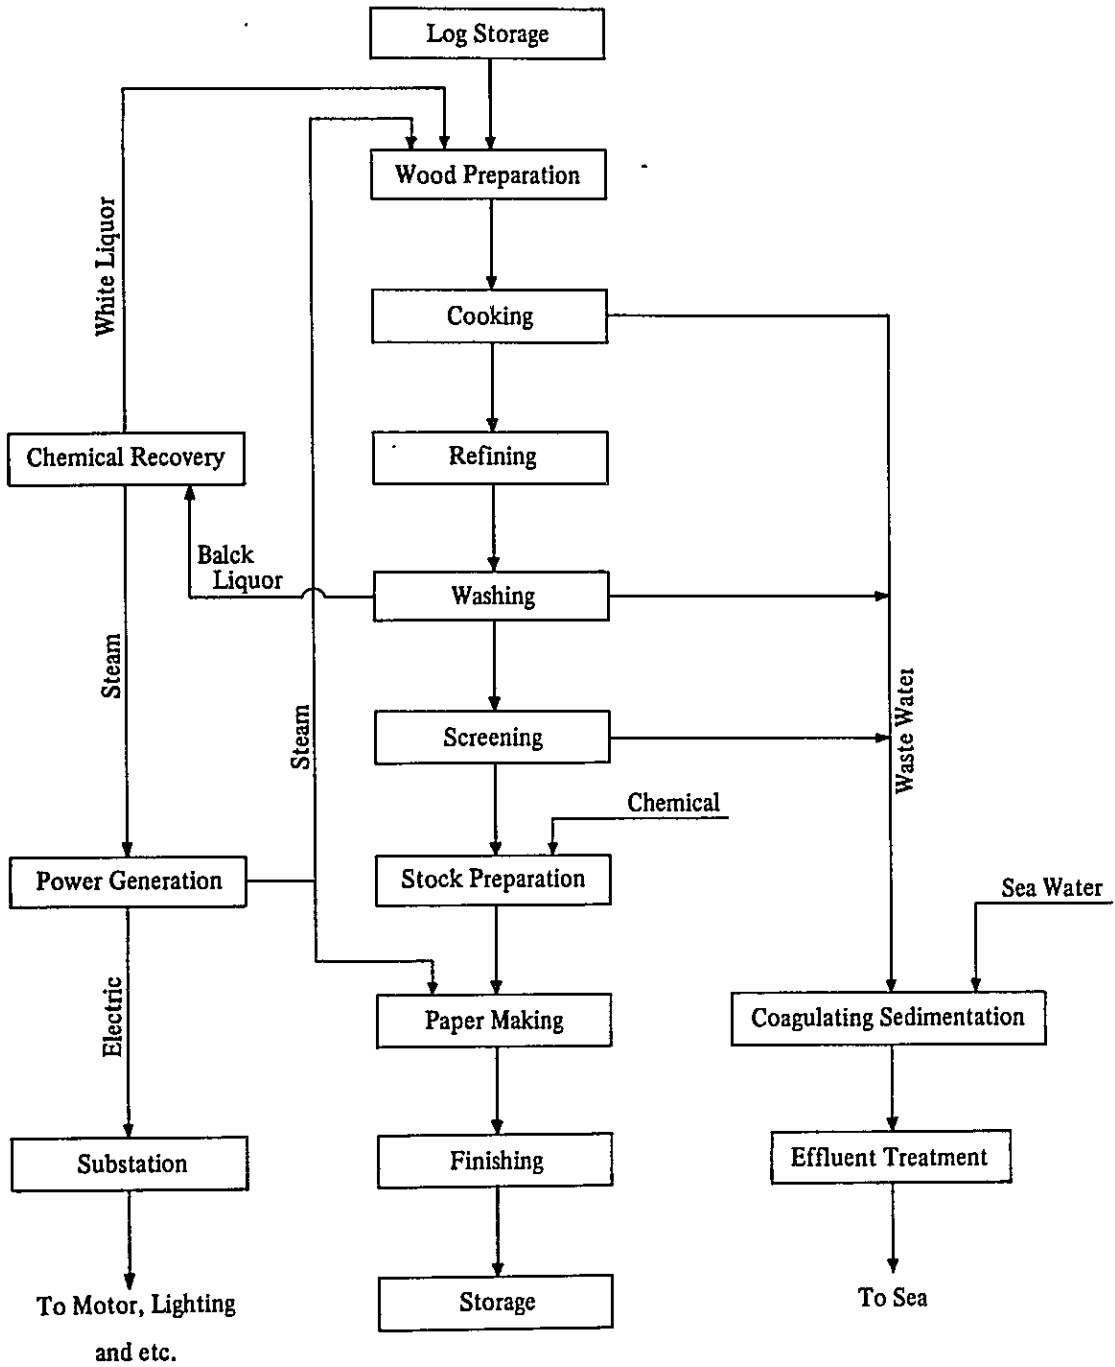 Log Storage
Wood Preparation
White Liquor
Cooking
Chemical Recovery
Refining
Balck
Liquor
Washing
Steam
Steam
Screening
Waste Water
Chemical
Power Generation
Stock Preparation
Sea Water
Electric
Paper Making
Coagulating Sedimentation
Substation
Finishing
Effluent Treatment
To Motor, Lighting
and etc.
Storage
To Sea